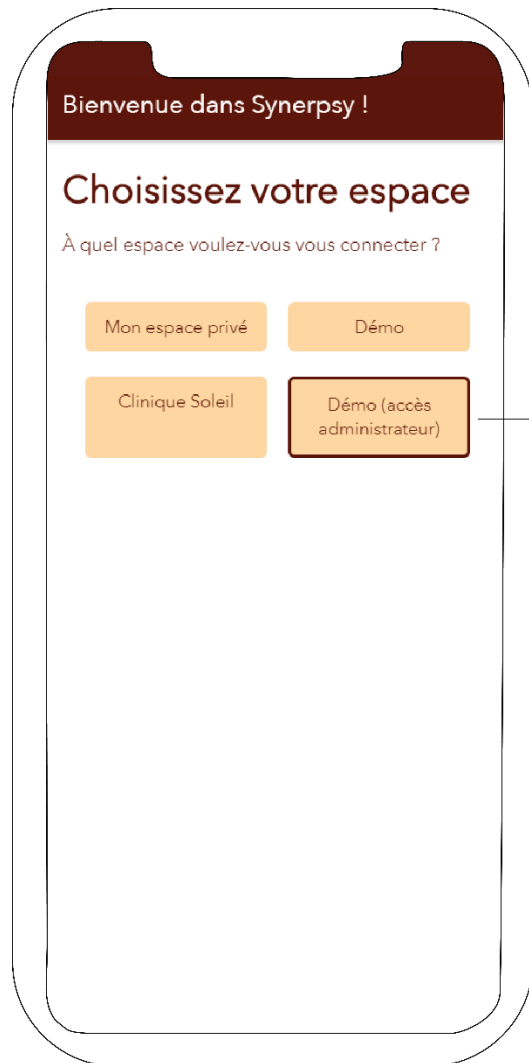 Bienvenue dans Synerpsy !
Choisissez votre espace
À quel espace voulez-vous vous connecter ?
Mon espace privé
Démo
Clinique Soleil
Démo (accès
administrateur)